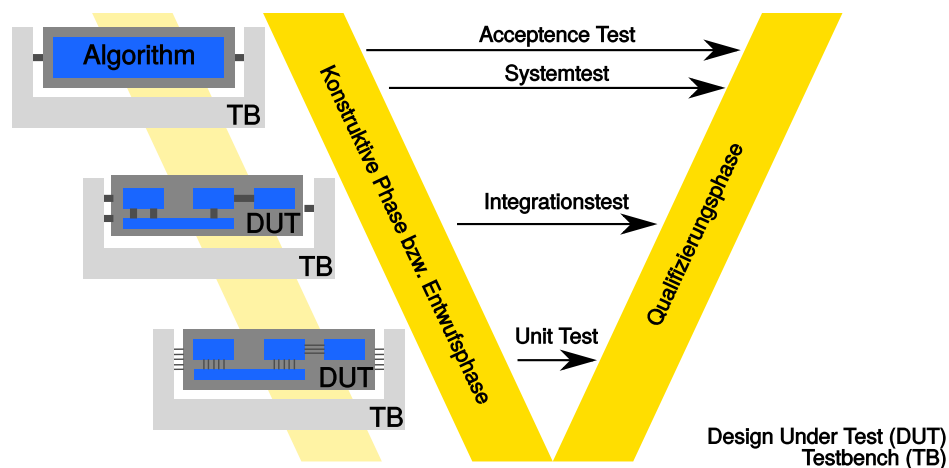 Algorithm
TB
DUT
TB
DUT
TB
Konstruktive Phase bzw. Entwufsphase
Acceptence Test
Systemtest
Integrationstest
Unit Test
Qualifizierungsphase
Design Under Test (DUT)
Testbench (TB)